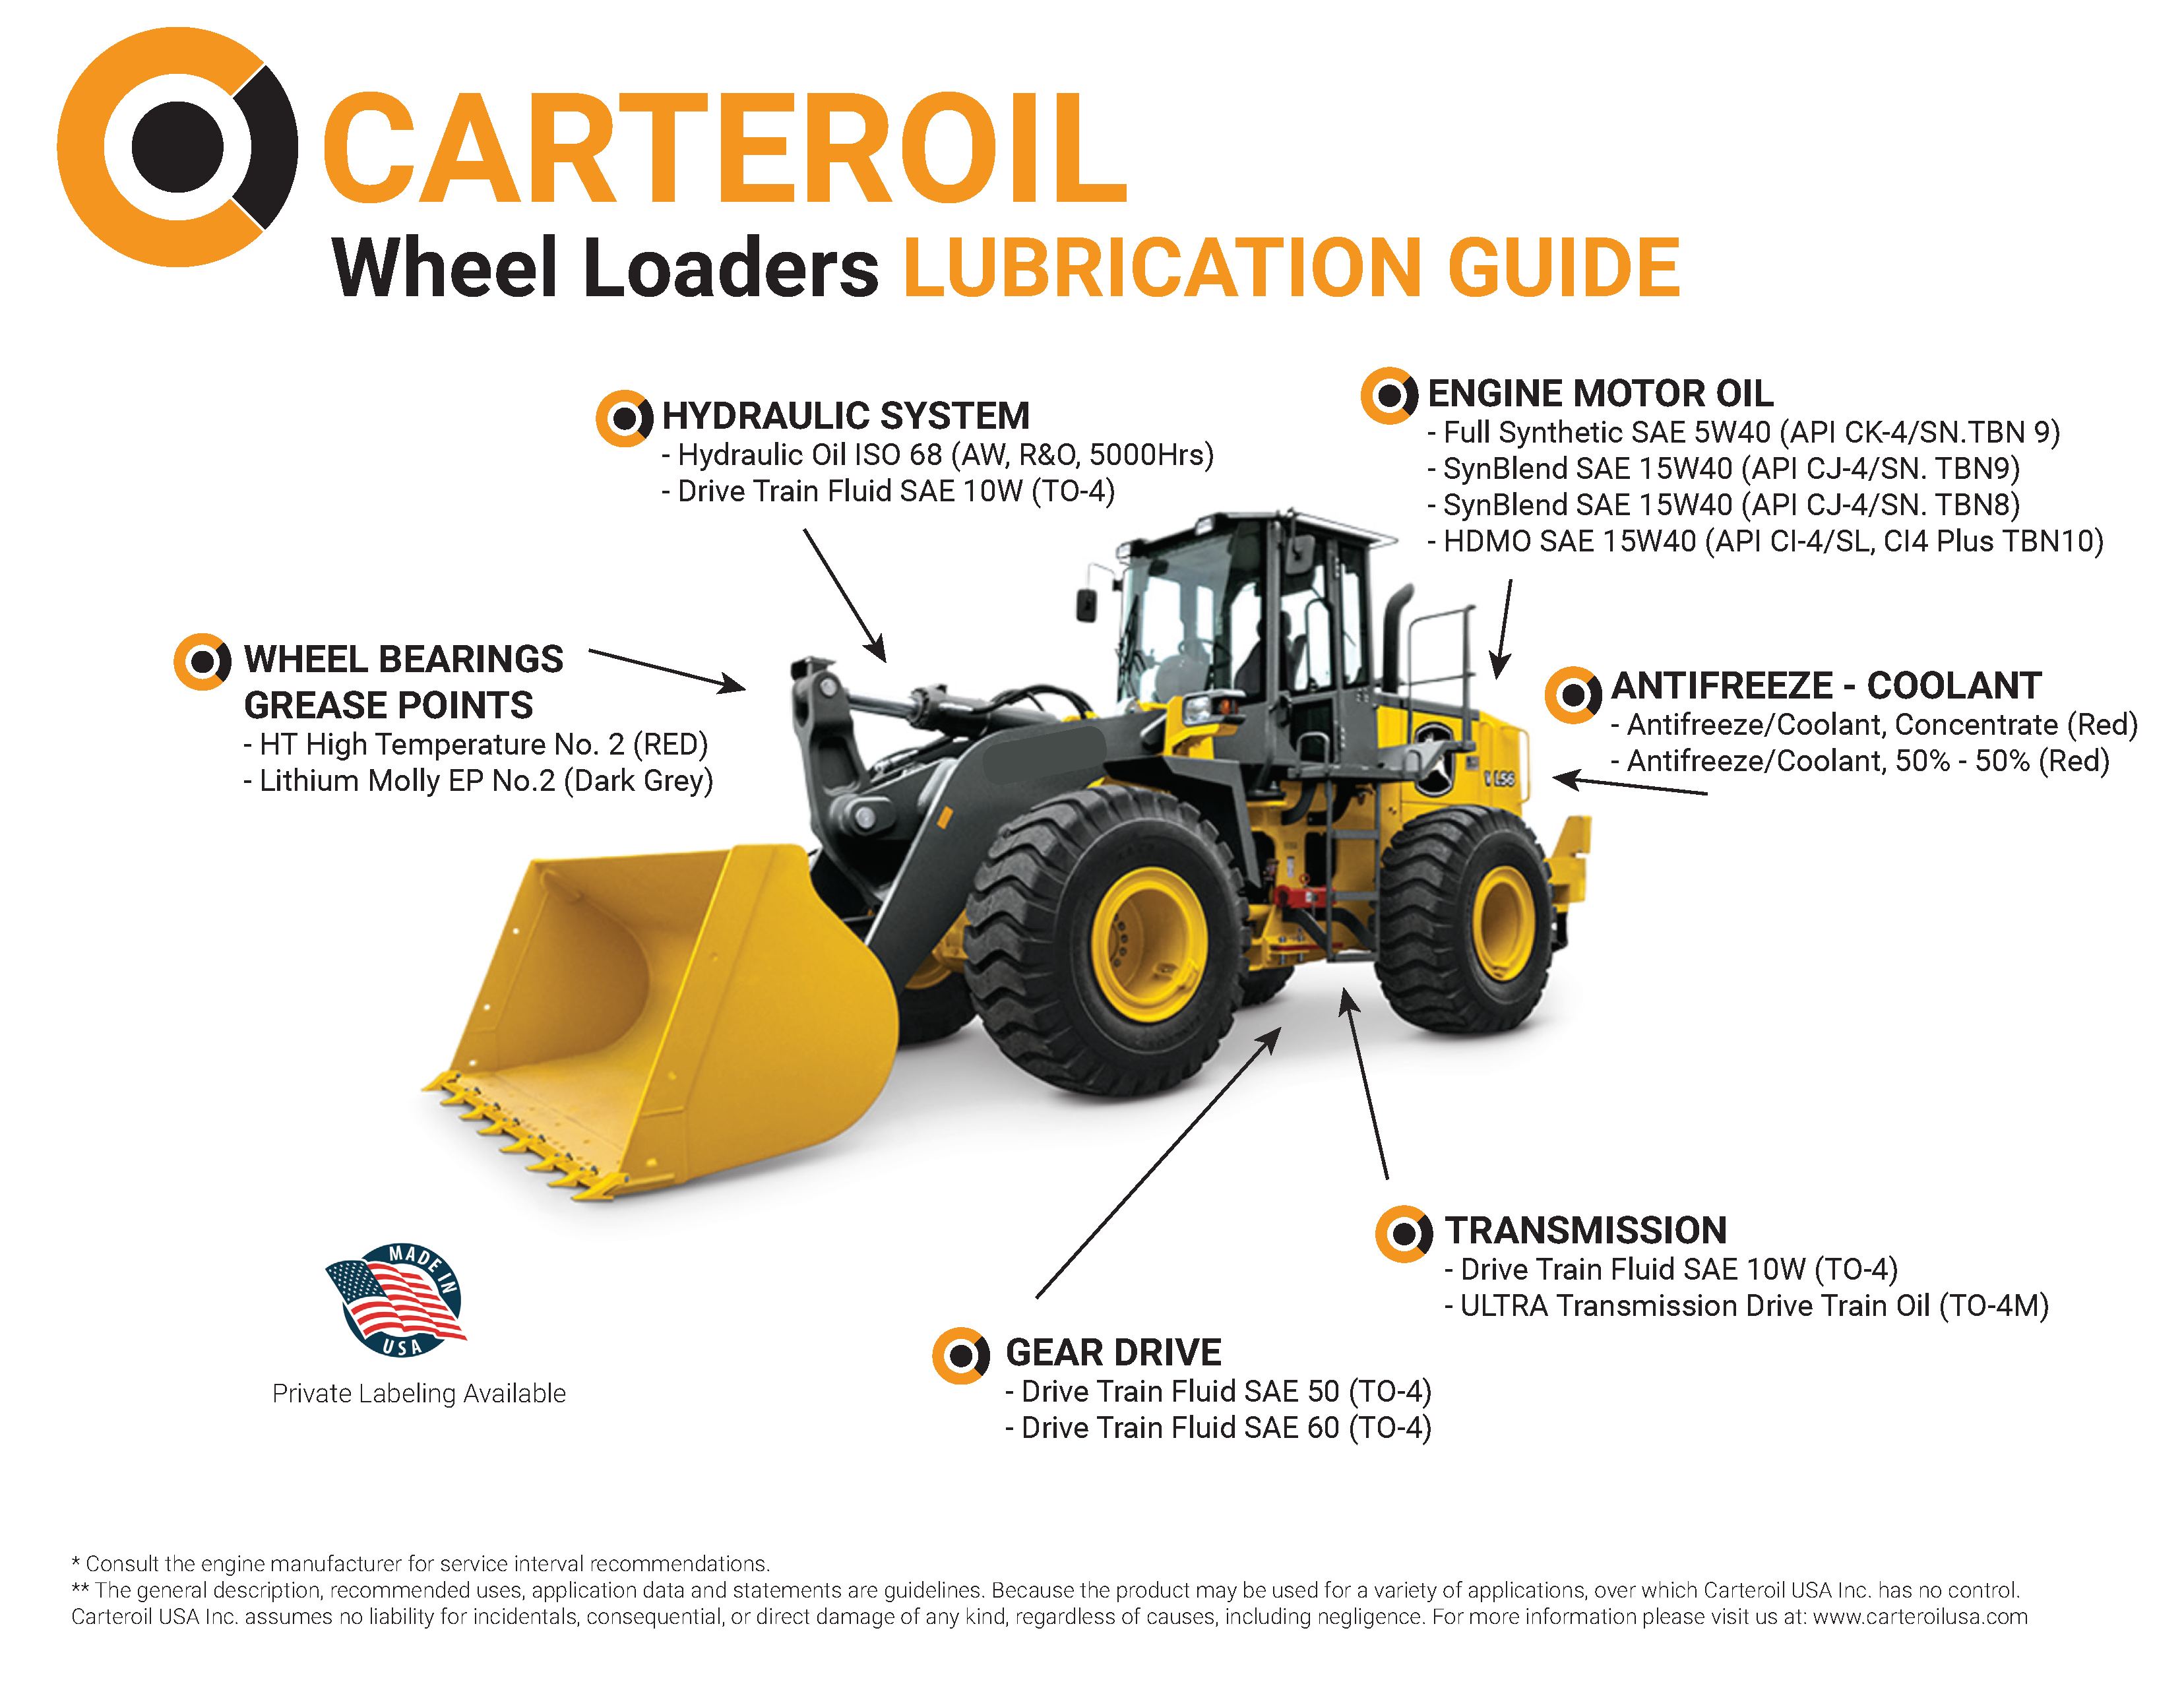 CARTEROIL
Wheel Loaders LUBRICATION GUIDE
HYDRAULIC SYSTEM
- Hydraulic Oil ISO 68 (AW, R&O, 5000Hrs)
- Drive Train Fluid SAE 10W (TO-4)
ENGINE MOTOR OIL
- Full Synthetic SAE 5W40 (API CK-4/SN.TBN 9)
- SynBlend SAE 15W40 (API CJ-4/SN. TBN9)
- SynBlend SAE 15W40 (API CJ-4/SN. TBN8)
- HDMO SAE 15W40 (API CI-4/SL, CI4 Plus TBN10)
WHEEL BEARINGS
GREASE POINTS
- HT High Temperature No. 2 (RED)
- Lithium Molly EP No.2 (Dark Grey)
ANTIFREEZE - COOLANT
- Antifreeze/Coolant, Concentrate (Red)
- Antifreeze/Coolant, 50% - 50% (Red)
L56
TRANSMISSION
- Drive Train Fluid SAE 10W (TO-4)
- ULTRA Transmission Drive Train Oil (TO-4M)
MADE IN
USA
Private Labeling Available
GEAR DRIVE
- Drive Train Fluid SAE 50 (TO-4)
- Drive Train Fluid SAE 60 (TO-4)
* Consult the engine manufacturer for service interval recommendations.
** The general description, recommended uses, application data and statements are guidelines. Because the product may be used for a variety of applications, over which Carteroil USA Inc. has no control.
Carteroil USA Inc. assumes no liability for incidentals, consequential, or direct damage of any kind, regardless of causes, including negligence. For more information please visit us at: www.carteroilusa.com